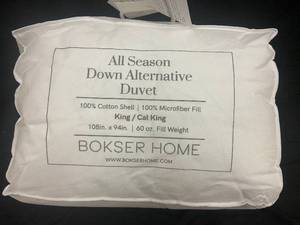 All Season
Down Alternative
Duvet
100% Cotton Shell | 100% Microfiber Fill
King / Cal King
108in. x 94in. | 60 oz. Fill Weight
BOKSER HOME
WWW.BOKSERHOME.COM